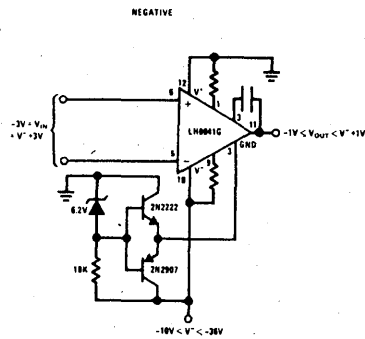 NEGATIVE
12
V⁻
6
+
1
-3V = VIN
= V⁻ +3V
3
11
LH0041G
-1V < VOUT < V⁻ +1V
GND
5
−
9
3
10
V⁻
6.2V
2N2222
10K
2N2907
-10V < V⁻ < -36V